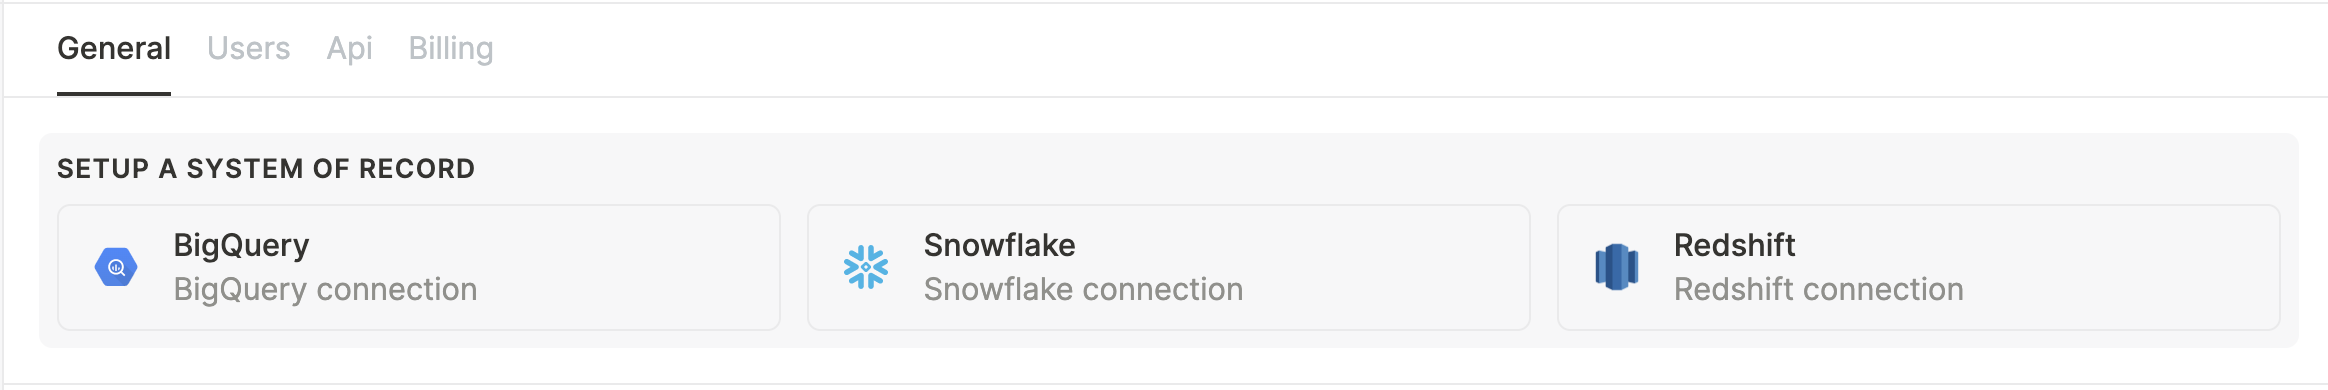 General Users Api Billing
SETUP A SYSTEM OF RECORD
BigQuery
BigQuery connection
Snowflake
Snowflake connection
Redshift
Redshift connection